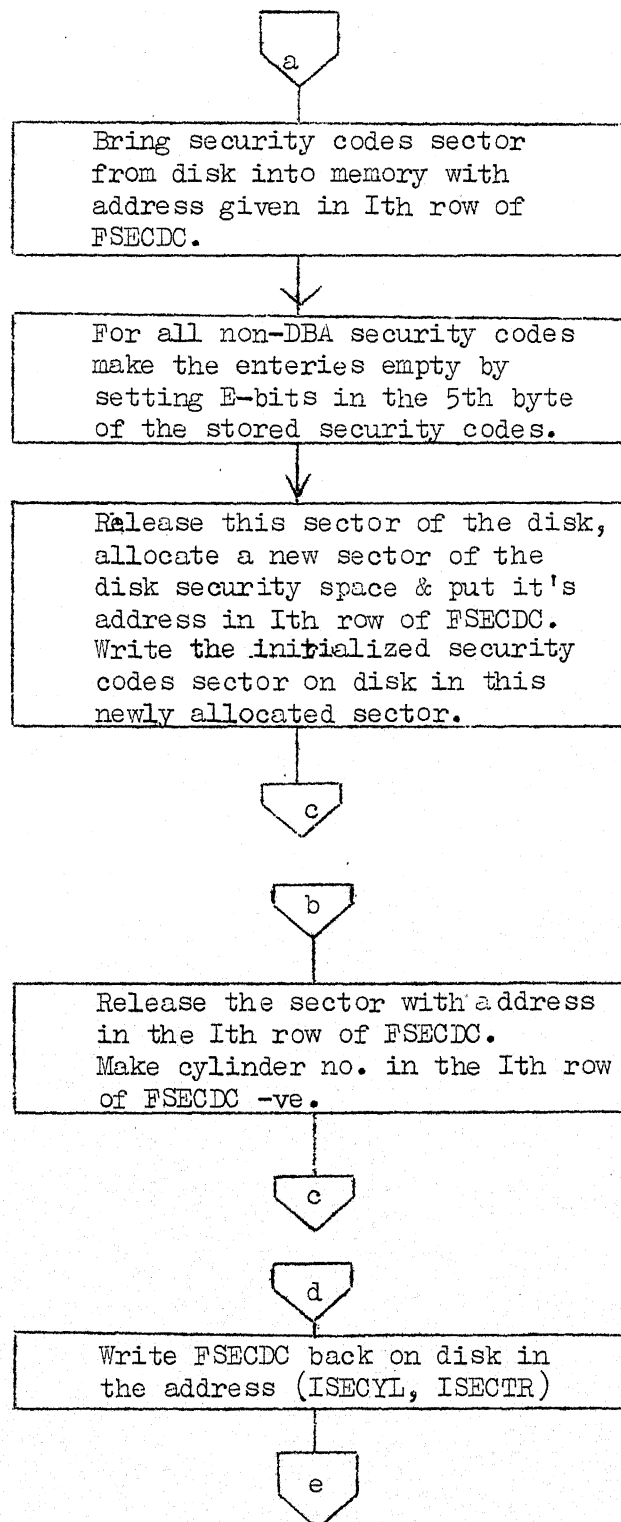 a
Bring security codes sector
from disk into memory with
address given in Ith row of
FSECDC.
For all non-DBA security codes
make the enteries empty by
setting E-bits in the 5th byte
of the stored security codes.
Release this sector of the disk,
allocate a new sector of the
disk security space & put it's
address in Ith row of FSECDC.
Write the initialized security
codes sector on disk in this
newly allocated sector.
c
b
Release the sector with address
in the Ith row of FSECDC.
Make cylinder no. in the Ith row
of FSECDC -ve.
c
d
Write FSECDC back on disk in
the address (ISECYL, ISECTR)
e